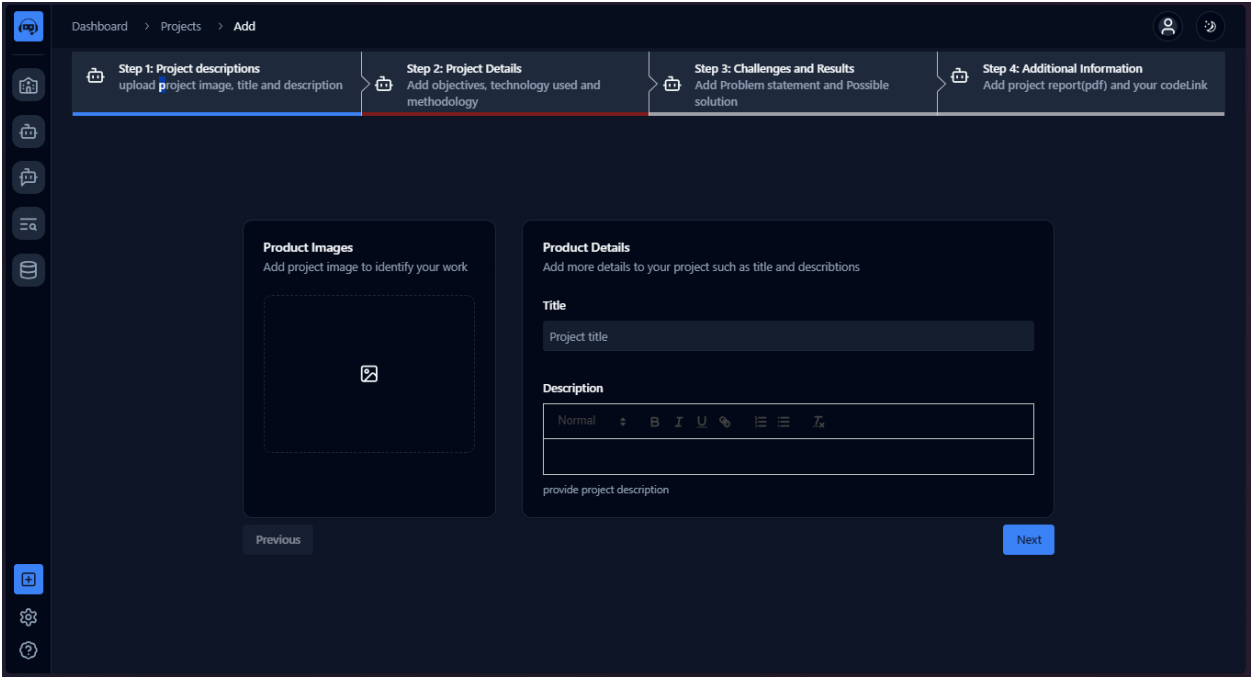 Dashboard > Projects > Add
Step 1: Project descriptions
upload project image, title and description
Step 2: Project Details
Add objectives, technology used and
methodology
Step 3: Challenges and Results
Add Problem statement and Possible
solution
Step 4: Additional Information
Add project report(pdf) and your codeLink
Product Images
Add project image to identify your work
Product Details
Add more details to your project such as title and describtions
Title
Project title
Description
Normal B I U
provide project description
Previous
Next